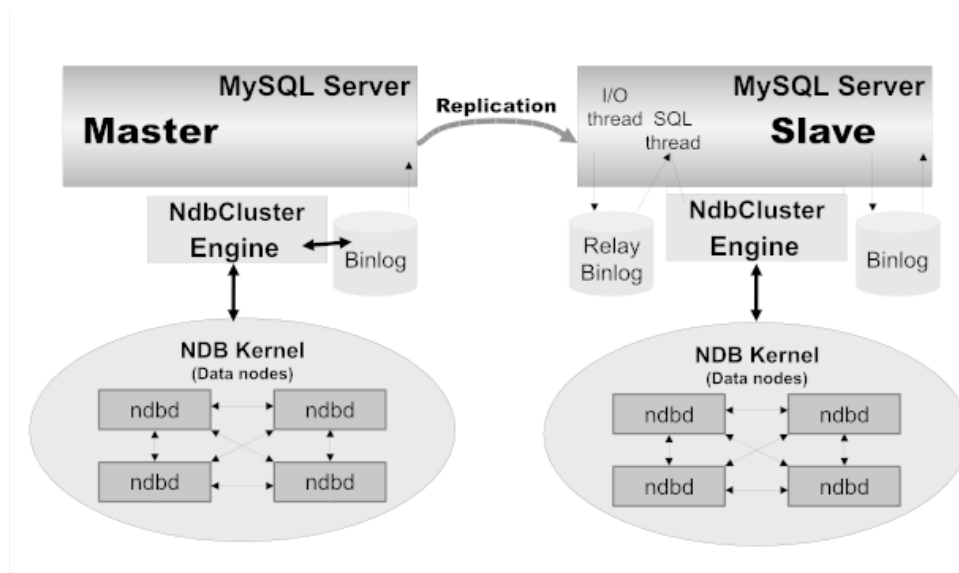 MySQL Server
Master
Replication
MySQL Server
I/O
thread
SQL
thread
Slave
NdbCluster
Engine
Binlog
Relay
Binlog
NdbCluster
Engine
Binlog
NDB Kernel
(Data nodes)
ndbd
ndbd
ndbd
ndbd
NDB Kernel
(Data nodes)
ndbd
ndbd
ndbd
ndbd